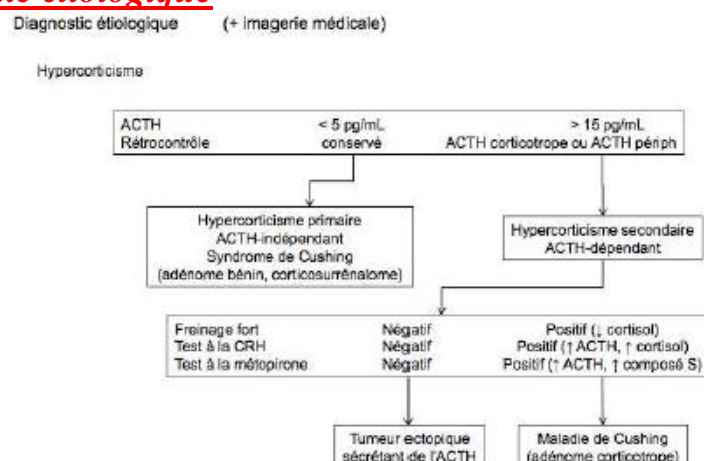 Diagnostic étiologique (+ imagerie médicale)
Hypercorticisme
ACTH < 5 pg/mL > 15 pg/mL
Rétrocontrôle conservé ACTH corticotrope ou ACTH périph
Hypercorticisme primaire
ACTH-indépendant
Syndrome de Cushing
(adénome bénin, corticosurrénalome)
Hypercorticisme secondaire
ACTH-dépendant
Freinage fort Négatif Positif (↓ cortisol)
Test à la CRH Négatif Positif (↑ ACTH, ↑ cortisol)
Test à la métopirone Négatif Positif (↑ ACTH, ↑ composé S)
Tumeur ectopique
sécrétant de l'ACTH
Maladie de Cushing
(adénome corticotrope)